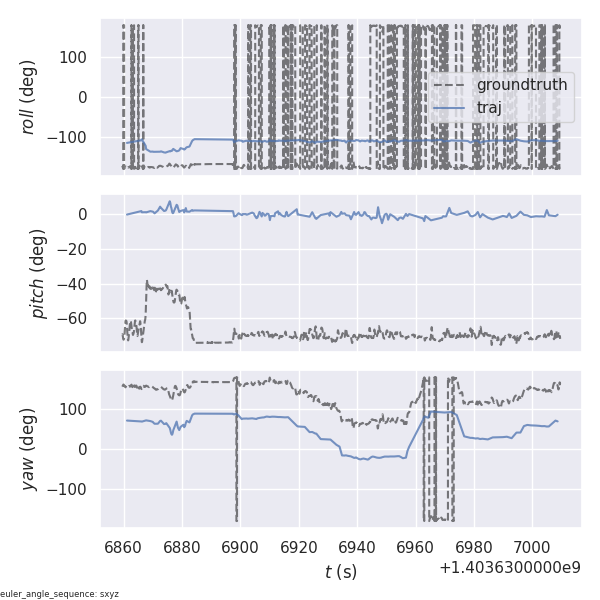 100
0
−100
roll (deg)
groundtruth
traj
0
−20
−40
−60
pitch (deg)
100
0
−100
yaw (deg)
6860 6880 6900 6920 6940 6960 6980 7000
t (s)
+1.4036300000e9
euler_angle_sequence: sxyz